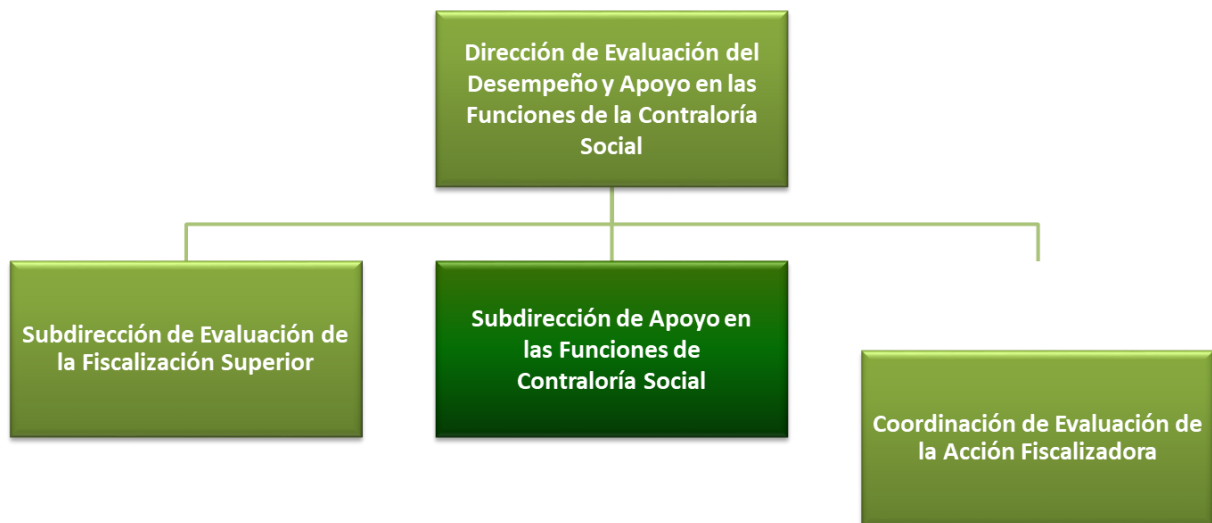 Dirección de Evaluación del
Desempeño y Apoyo en las
Funciones de la Contraloría
Social
Subdirección de Evaluación de
la Fiscalización Superior
Subdirección de Apoyo en
las Funciones de
Contraloría Social
Coordinación de Evaluación de
la Acción Fiscalizadora